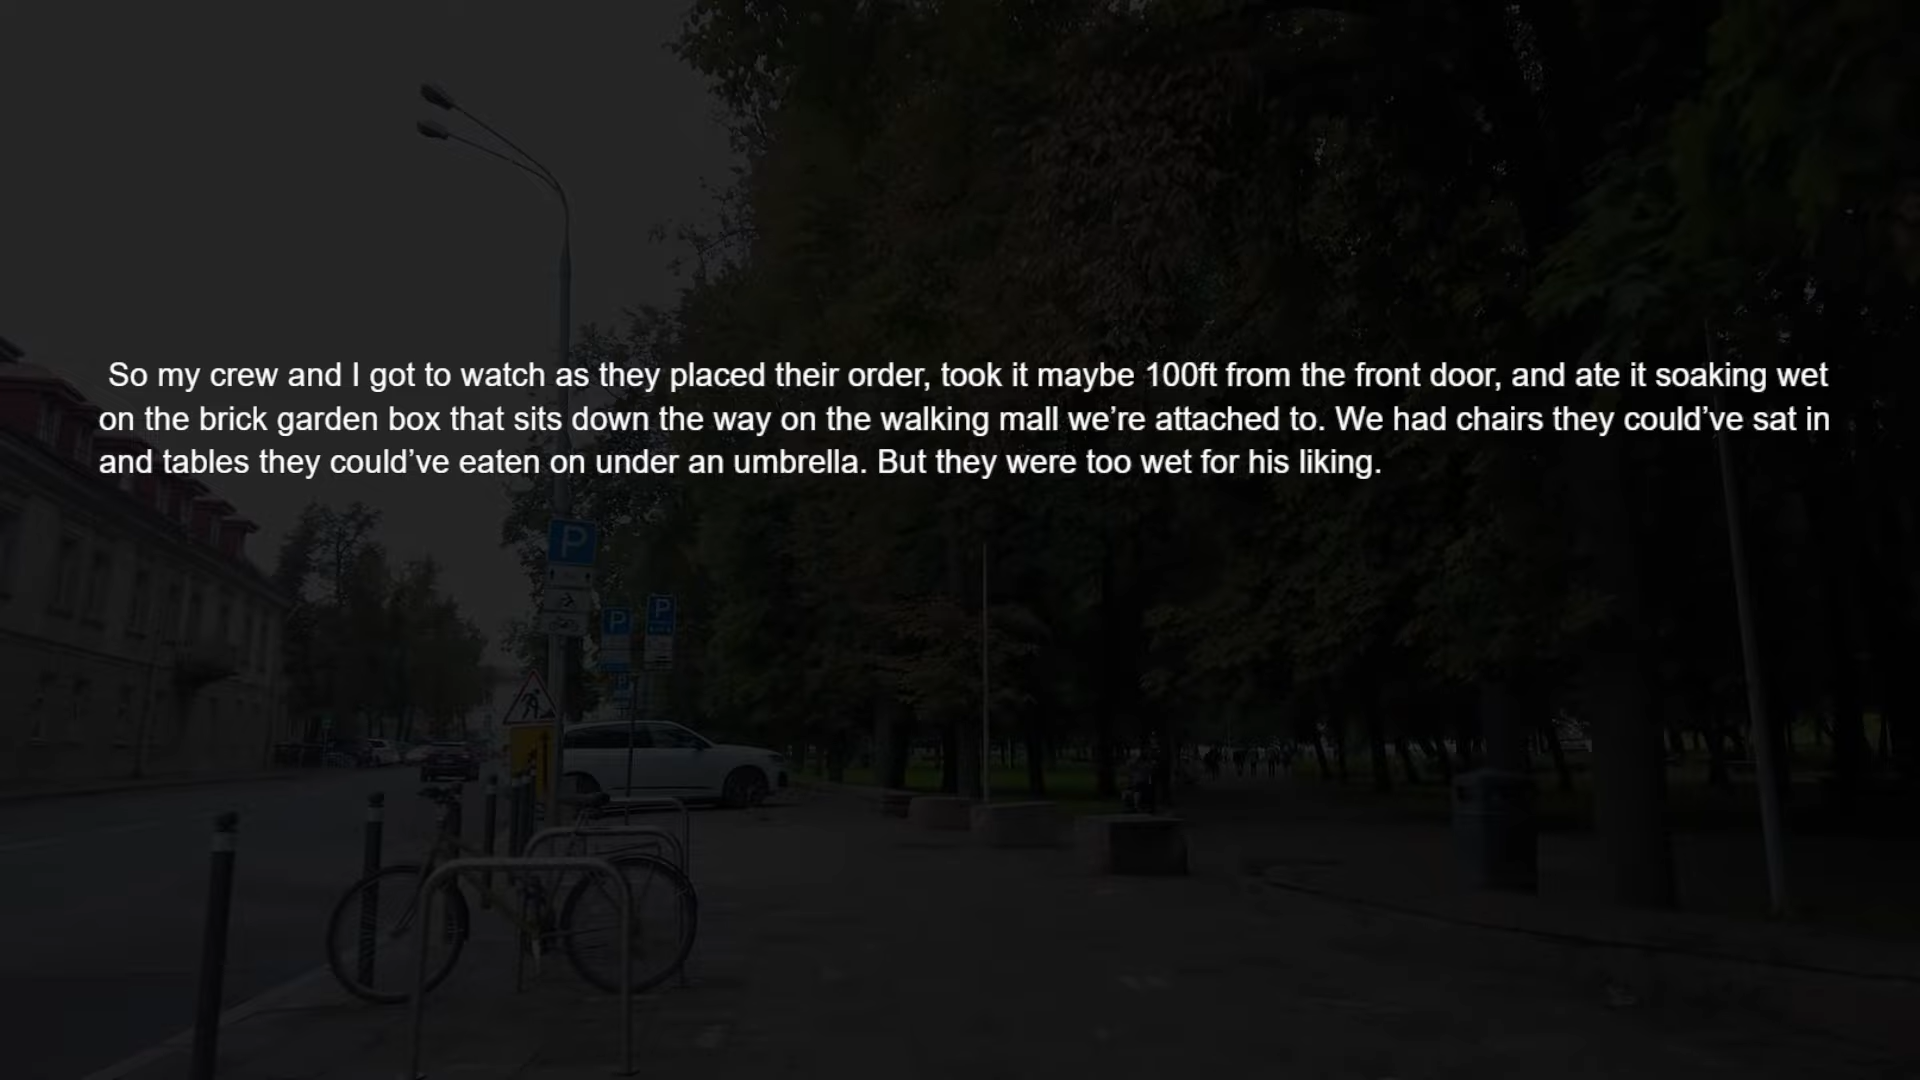 So my crew and I got to watch as they placed their order, took it maybe 100ft from the front door, and ate it soaking wet
on the brick garden box that sits down the way on the walking mall we’re attached to. We had chairs they could’ve sat in
and tables they could’ve eaten on under an umbrella. But they were too wet for his liking.
P
P
P